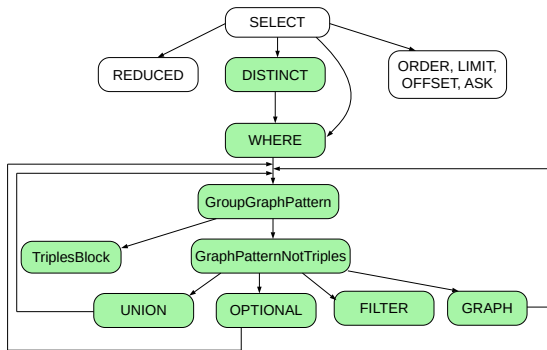 SELECT
REDUCED
DISTINCT
ORDER, LIMIT,
OFFSET, ASK
WHERE
GroupGraphPattern
TriplesBlock
GraphPatternNotTriples
UNION
OPTIONAL
FILTER
GRAPH